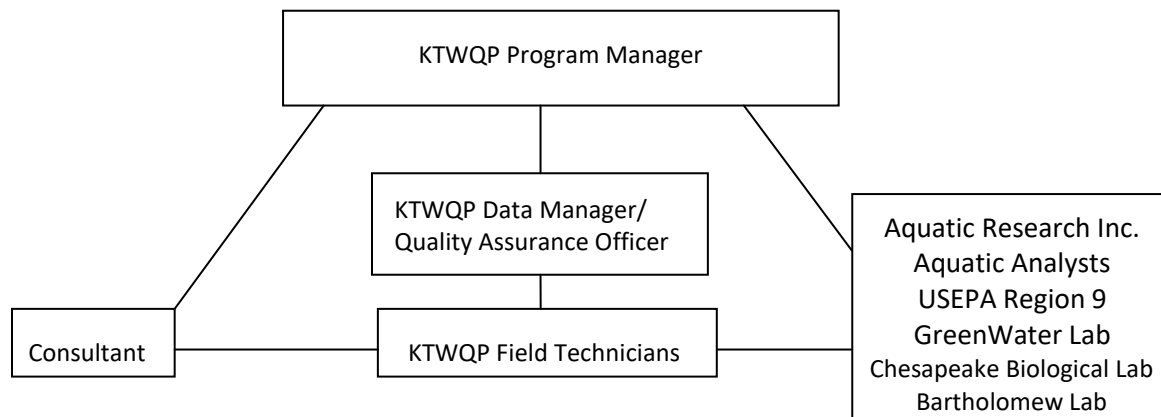 KTWQP Program Manager
KTWQP Data Manager/
Quality Assurance Officer
Consultant
KTWQP Field Technicians
Aquatic Research Inc.
Aquatic Analysts
USEPA Region 9
GreenWater Lab
Chesapeake Biological Lab
Bartholomew Lab